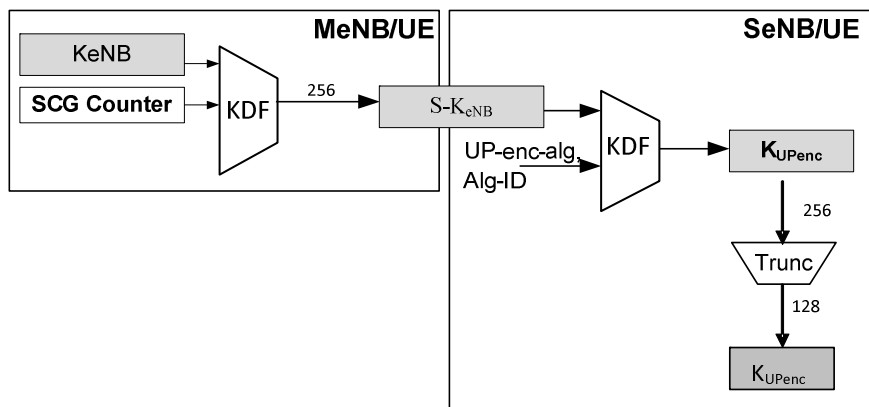 MeNB/UE
KeNB
SCG Counter
KDF
256
SeNB/UE
S-KeNB
UP-enc-alg,
Alg-ID
KDF
KUPenc
256
Trunc
128
KUPenc